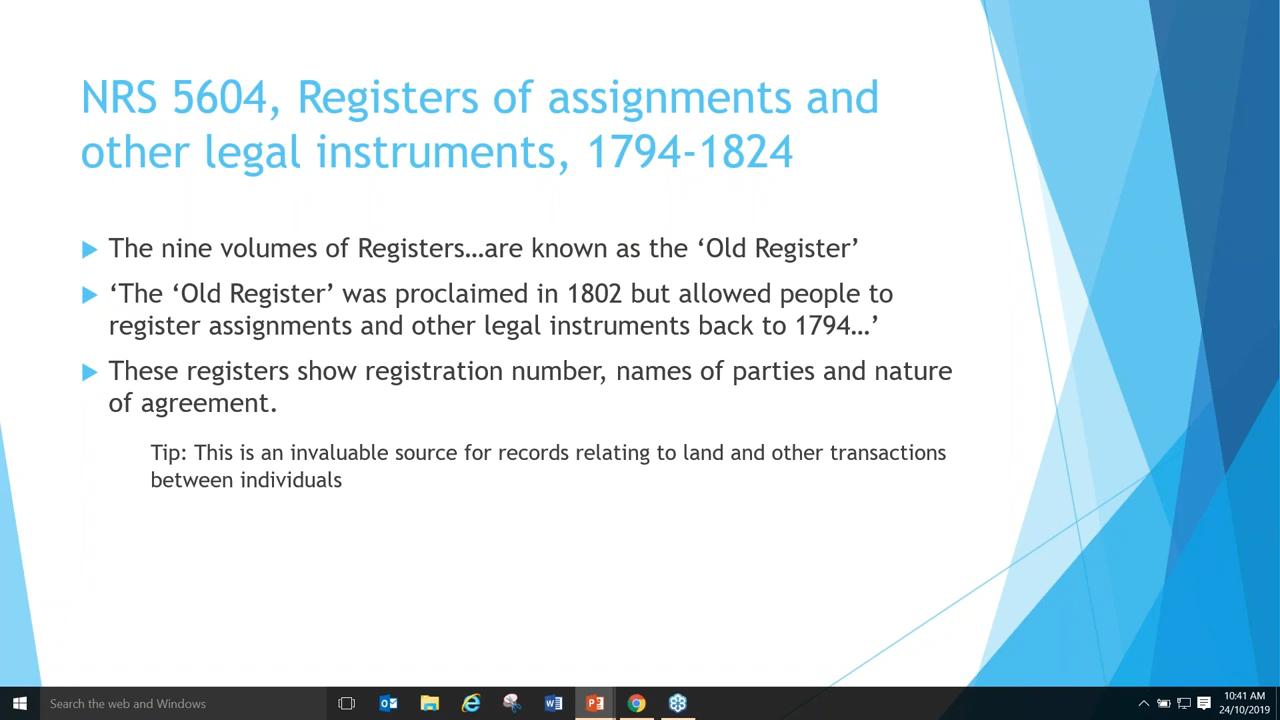 NRS 5604, Registers of assignments and
other legal instruments, 1794-1824
The nine volumes of Registers…are known as the ‘Old Register’
‘The ‘Old Register’ was proclaimed in 1802 but allowed people to
register assignments and other legal instruments back to 1794…’
These registers show registration number, names of parties and nature
of agreement.
Tip: This is an invaluable source for records relating to land and other transactions
between individuals
Search the web and Windows
10:41 AM
24/10/2019